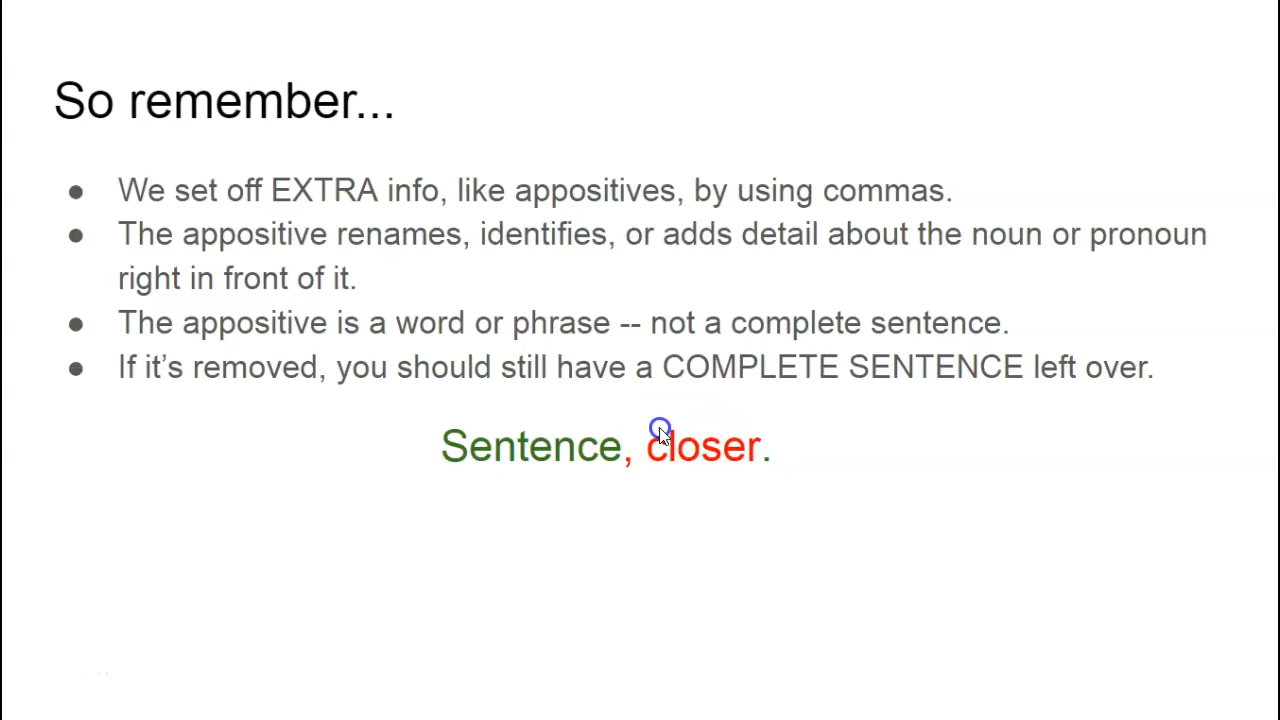 So remember...
● We set off EXTRA info, like appositives, by using commas.
● The appositive renames, identifies, or adds detail about the noun or pronoun
right in front of it.
● The appositive is a word or phrase -- not a complete sentence.
● If it’s removed, you should still have a COMPLETE SENTENCE left over.
Sentence, closer.